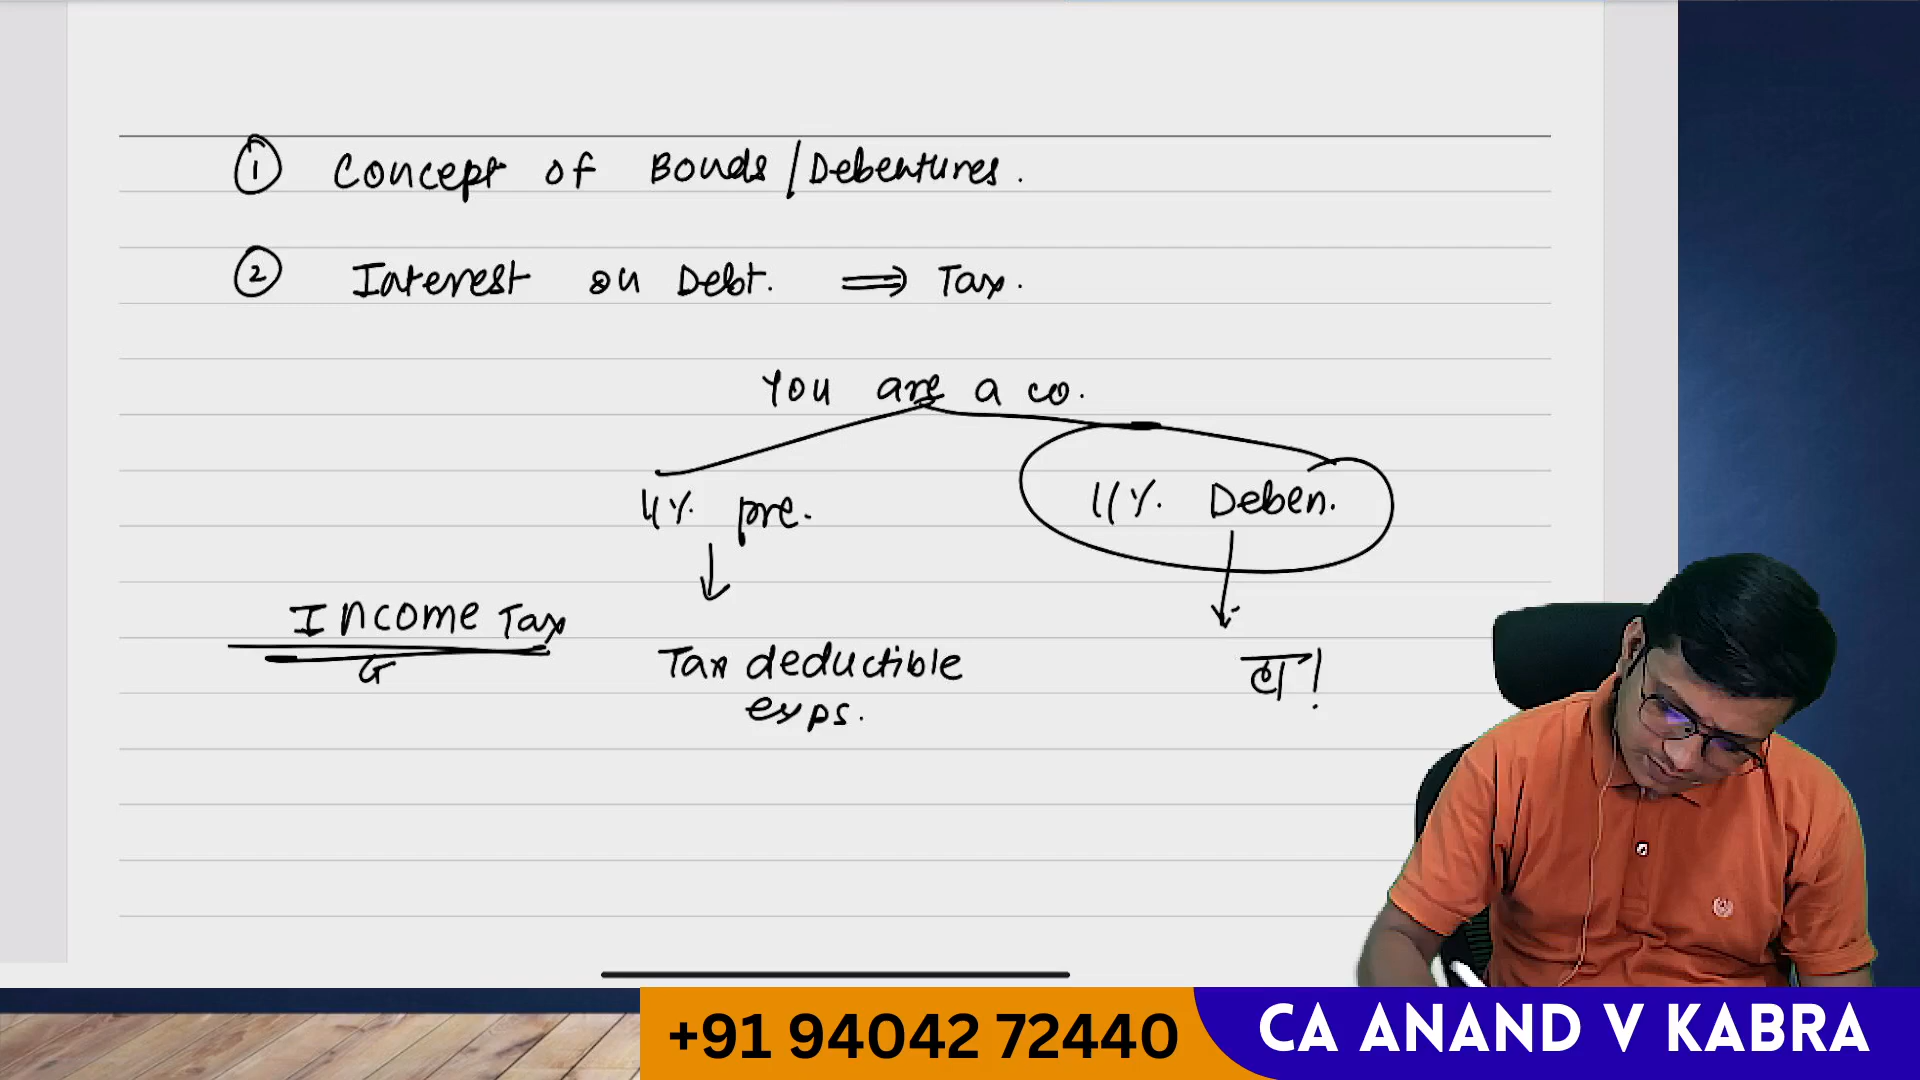 ① Concept of Bonds/Debentures.
② Interest on Debt. ⟹ Tax.
You are a co.
11% pre.
11% Deben.
Income Tax
Tax deductible
exps.
+91 94042 72440
CA ANAND V KABRA